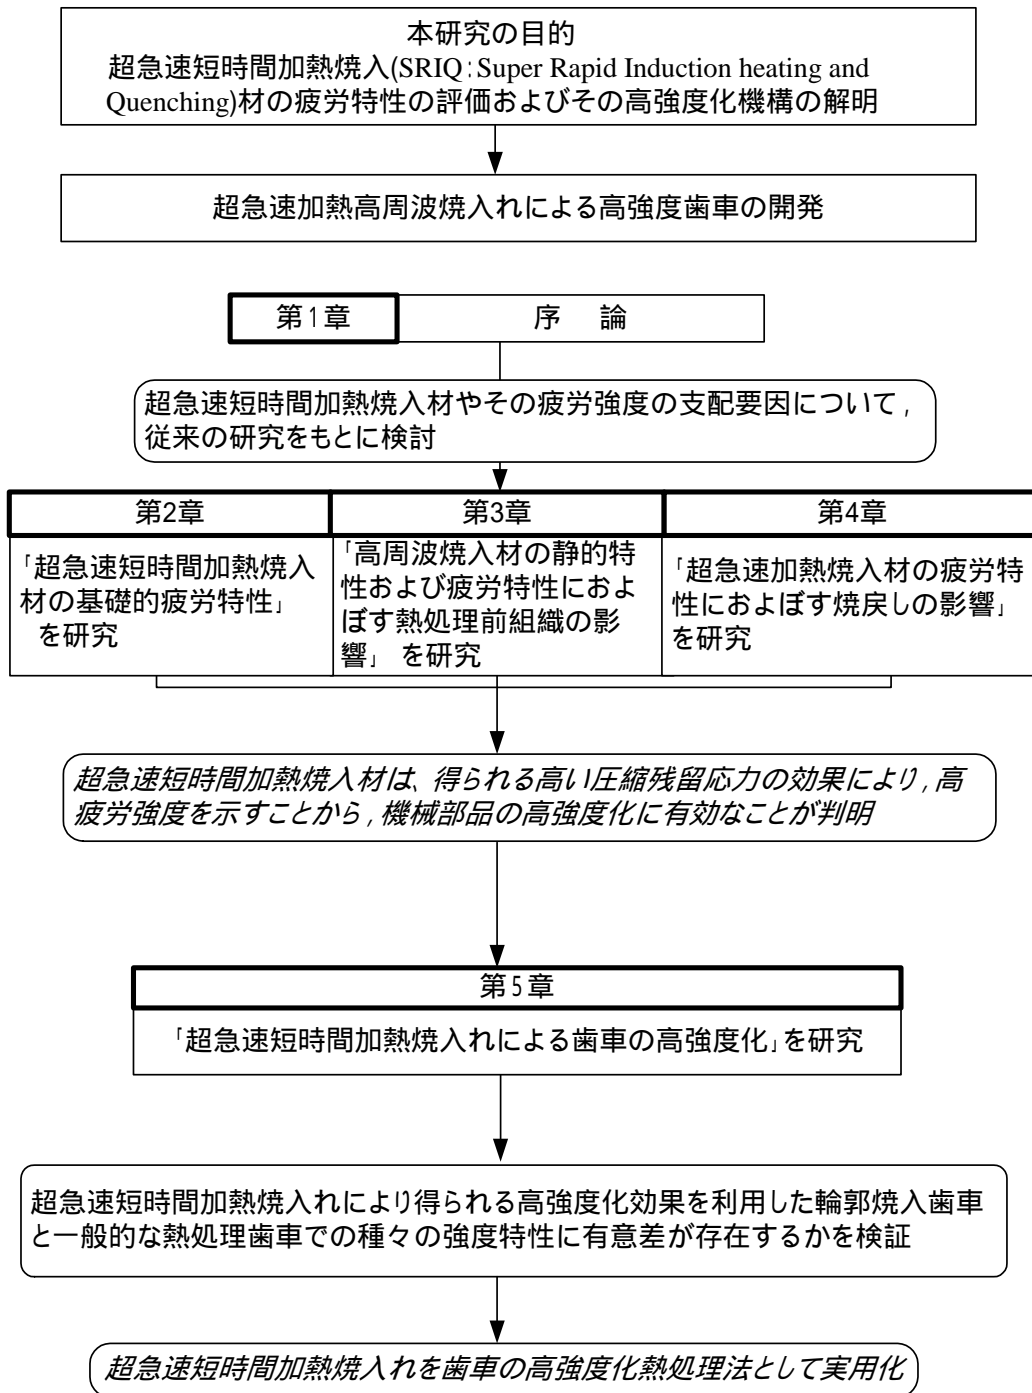 本研究の目的
超急速短時間加熱焼入(SRIQ:Super Rapid Induction heating and
Quenching)材の疲労特性の評価およびその高強度化機構の解明
超急速加熱高周波焼入れによる高強度歯車の開発
第1章
序 論
超急速短時間加熱焼入材やその疲労強度の支配要因について,
従来の研究をもとに検討
第2章
「超急速短時間加熱焼入
材の基礎的疲労特性」
を研究
第3章
「高周波焼入材の静的特
性および疲労特性におよ
ぼす熱処理前組織の影
響」 を研究
第4章
「超急速加熱焼入材の疲労特
性におよぼす焼戻しの影響」
を研究
超急速短時間加熱焼入材は、得られる高い圧縮残留応力の効果により,高
疲労強度を示すことから,機械部品の高強度化に有効なことが判明
第5章
「超急速短時間加熱焼入れによる歯車の高強度化」を研究
超急速短時間加熱焼入れにより得られる高強度化効果を利用した輪郭焼入歯車
と一般的な熱処理歯車での種々の強度特性に有意差が存在するかを検証
超急速短時間加熱焼入れを歯車の高強度化熱処理法として実用化